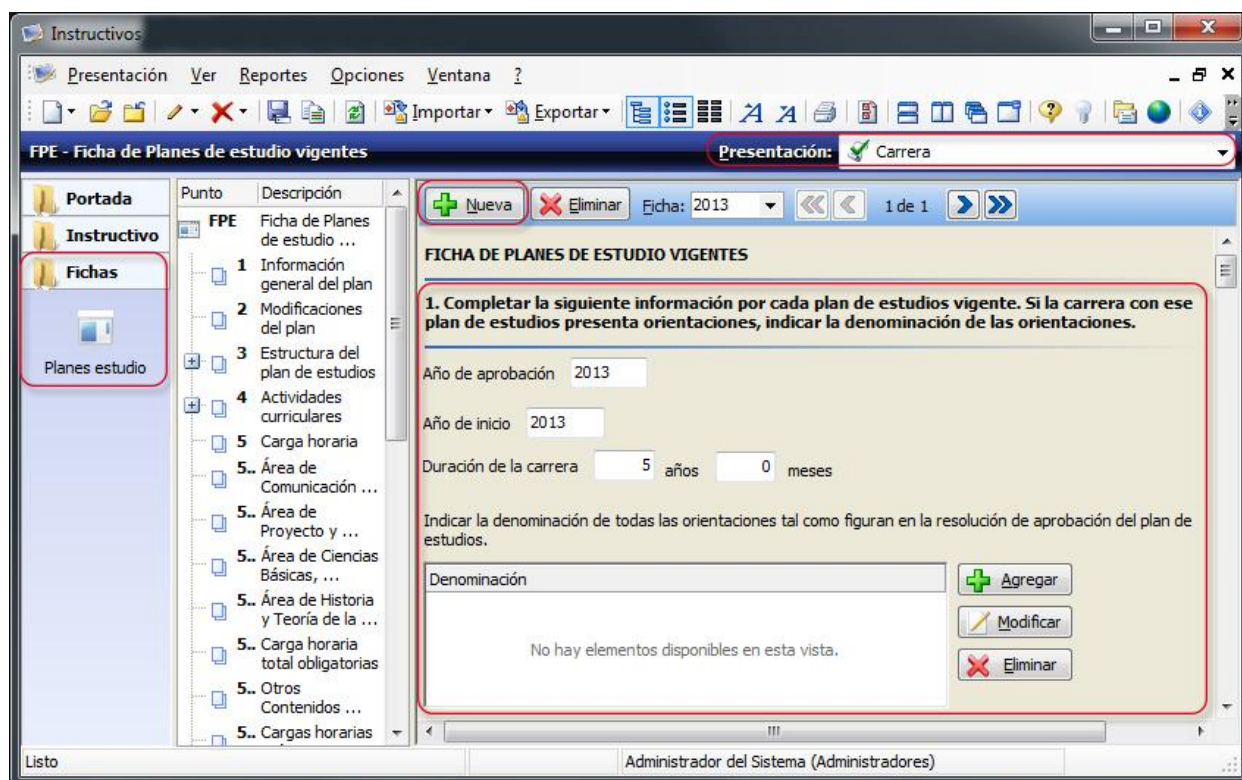 Instructivos
Presentación Ver Reportes Opciones Ventana ?
Importar Exportar
FPE - Ficha de Planes de estudio vigentes Presentación: Carrera
Portada
Instructivo
Fichas
Planes estudio
Punto Descripción
FPE Ficha de Planes
de estudio ...
1 Información
general del plan
2 Modificaciones
del plan
3 Estructura del
plan de estudios
4 Actividades
curriculares
5 Carga horaria
5.. Área de
Comunicación ...
5.. Área de
Proyecto y ...
5.. Área de Ciencias
Básicas, ...
5.. Área de Historia
y Teoría de la ...
5.. Carga horaria
total obligatorias
5.. Otros
Contenidos ...
5.. Cargas horarias
Nueva Eliminar Ficha: 2013 1 de 1
FICHA DE PLANES DE ESTUDIO VIGENTES
1. Completar la siguiente información por cada plan de estudios vigente. Si la carrera con ese
plan de estudios presenta orientaciones, indicar la denominación de las orientaciones.
Año de aprobación 2013
Año de inicio 2013
Duración de la carrera 5 años 0 meses
Indicar la denominación de todas las orientaciones tal como figuran en la resolución de aprobación del plan de
estudios.
Denominación
No hay elementos disponibles en esta vista.
Agregar
Modificar
Eliminar
Listo Administrador del Sistema (Administradores)